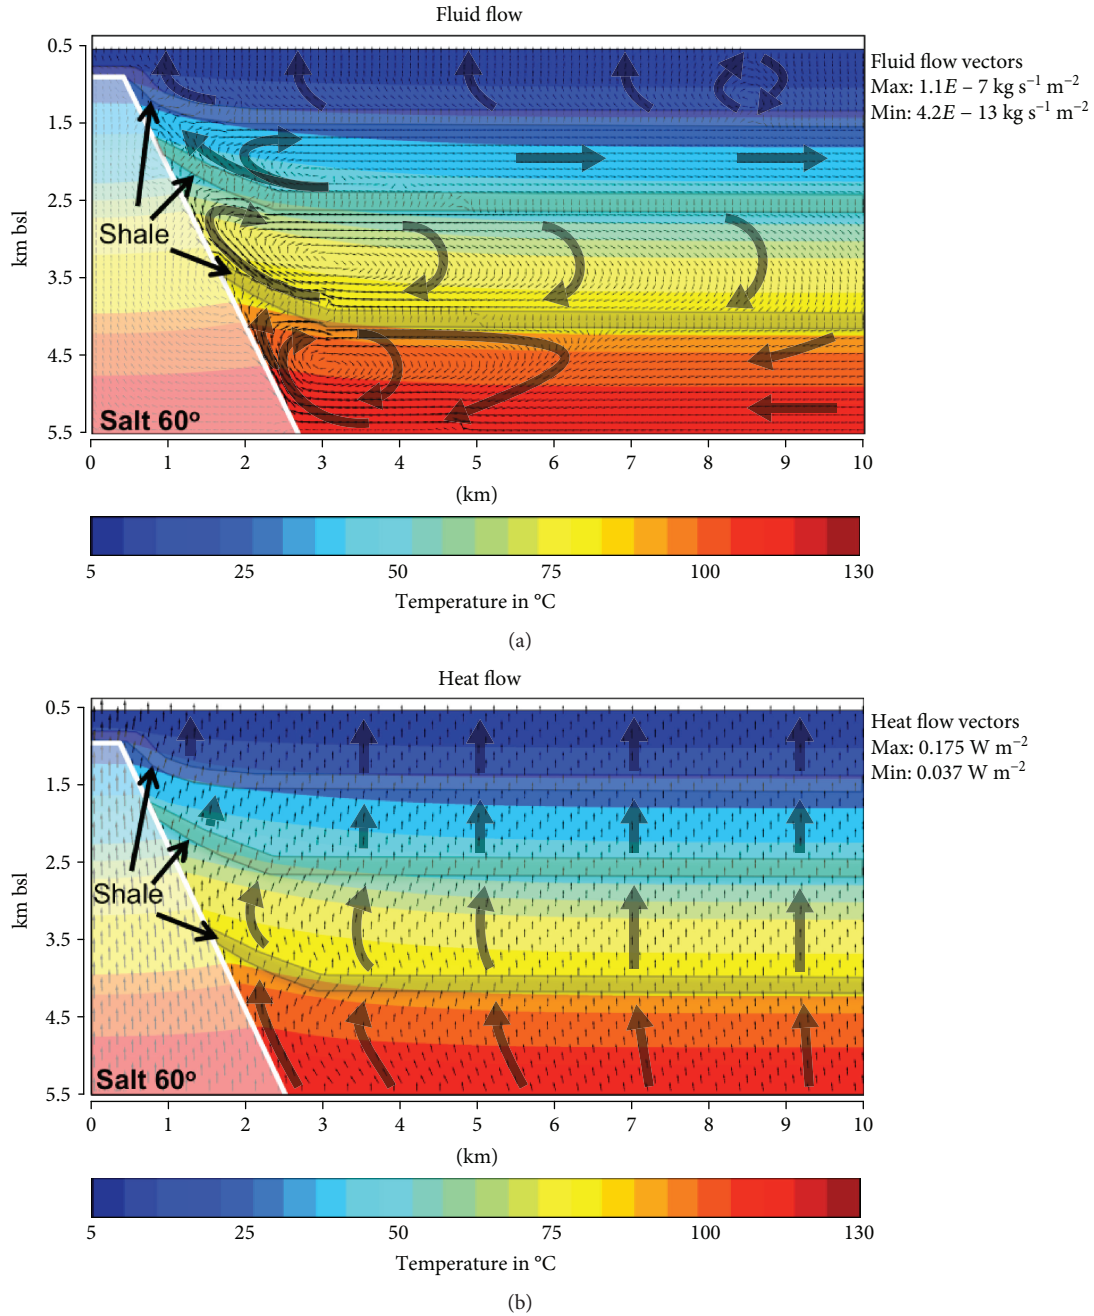 Fluid flow
0.5
1.5
2.5
3.5
4.5
5.5
km bsl
Shale
Salt 60°
Fluid flow vectors
Max: 1.1E – 7 kg s⁻¹ m⁻²
Min: 4.2E – 13 kg s⁻¹ m⁻²
0 1 2 3 4 5 6 7 8 9 10
(km)
5 25 50 75 100 130
Temperature in °C
(a)
Heat flow
0.5
1.5
2.5
3.5
4.5
5.5
km bsl
Shale
Salt 60°
Heat flow vectors
Max: 0.175 W m⁻²
Min: 0.037 W m⁻²
0 1 2 3 4 5 6 7 8 9 10
(km)
5 25 50 75 100 130
Temperature in °C
(b)